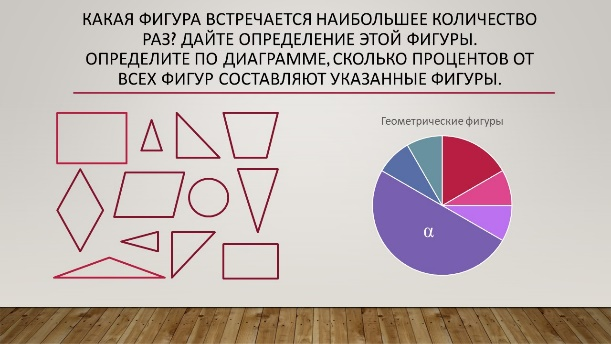 КАКАЯ ФИГУРА ВСТРЕЧАЕТСЯ НАИБОЛЬШЕЕ КОЛИЧЕСТВО
РАЗ? ДАЙТЕ ОПРЕДЕЛЕНИЕ ЭТОЙ ФИГУРЫ.
ОПРЕДЕЛИТЕ ПО ДИАГРАММЕ, СКОЛЬКО ПРОЦЕНТОВ ОТ
ВСЕХ ФИГУР СОСТАВЛЯЮТ УКАЗАННЫЕ ФИГУРЫ.
Геометрические фигуры
α